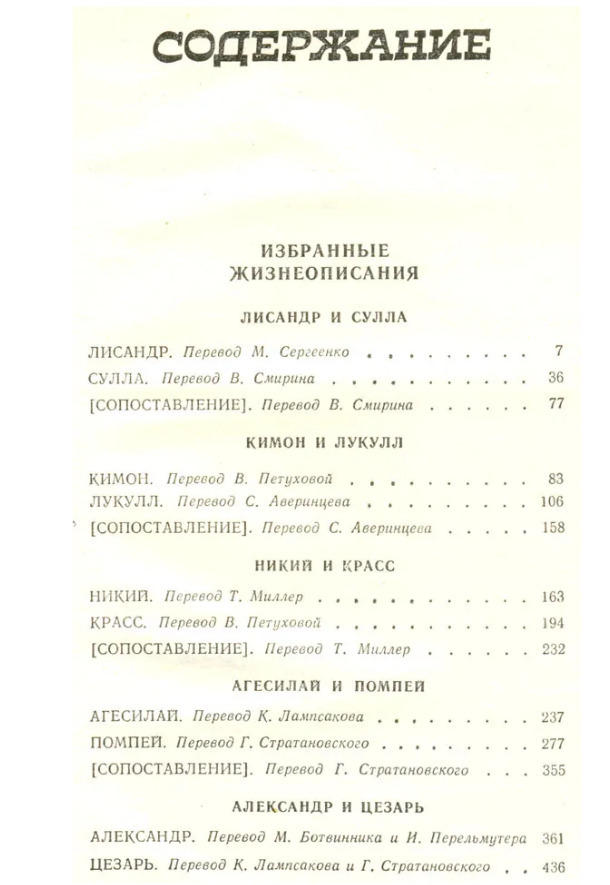 СОДЕРЖАНИЕ
ИЗБРАННЫЕ
ЖИЗНЕОПИСАНИЯ
ЛИСАНДР И СУЛЛА
ЛИСАНДР. Перевод М. Сергеенко . . . . . . . . . 7
СУЛЛА. Перевод В. Смирина . . . . . . . . . . . 36
[СОПОСТАВЛЕНИЕ]. Перевод В. Смирина . . . . . . 77
КИМОН И ЛУКУЛЛ
КИМОН. Перевод В. Петуховой . . . . . . . . . . 83
ЛУКУЛЛ. Перевод С. Аверинцева . . . . . . . . . 106
[СОПОСТАВЛЕНИЕ]. Перевод С. Аверинцева . . . . . 158
НИКИЙ И КРАСС
НИКИЙ. Перевод Т. Миллер . . . . . . . . . . . . 163
КРАСС. Перевод В. Петуховой . . . . . . . . . . 194
[СОПОСТАВЛЕНИЕ]. Перевод Т. Миллер . . . . . . 232
АГЕСИЛАЙ И ПОМПЕЙ
АГЕСИЛАЙ. Перевод К. Лампсакова . . . . . . . . 237
ПОМПЕЙ. Перевод Г. Стратановского . . . . . . . . 277
[СОПОСТАВЛЕНИЕ]. Перевод Г. Стратановского . . . 355
АЛЕКСАНДР И ЦЕЗАРЬ
АЛЕКСАНДР. Перевод М. Ботвинника и И. Перельмутера 361
ЦЕЗАРЬ. Перевод К. Лампсакова и Г. Стратановского . . 436